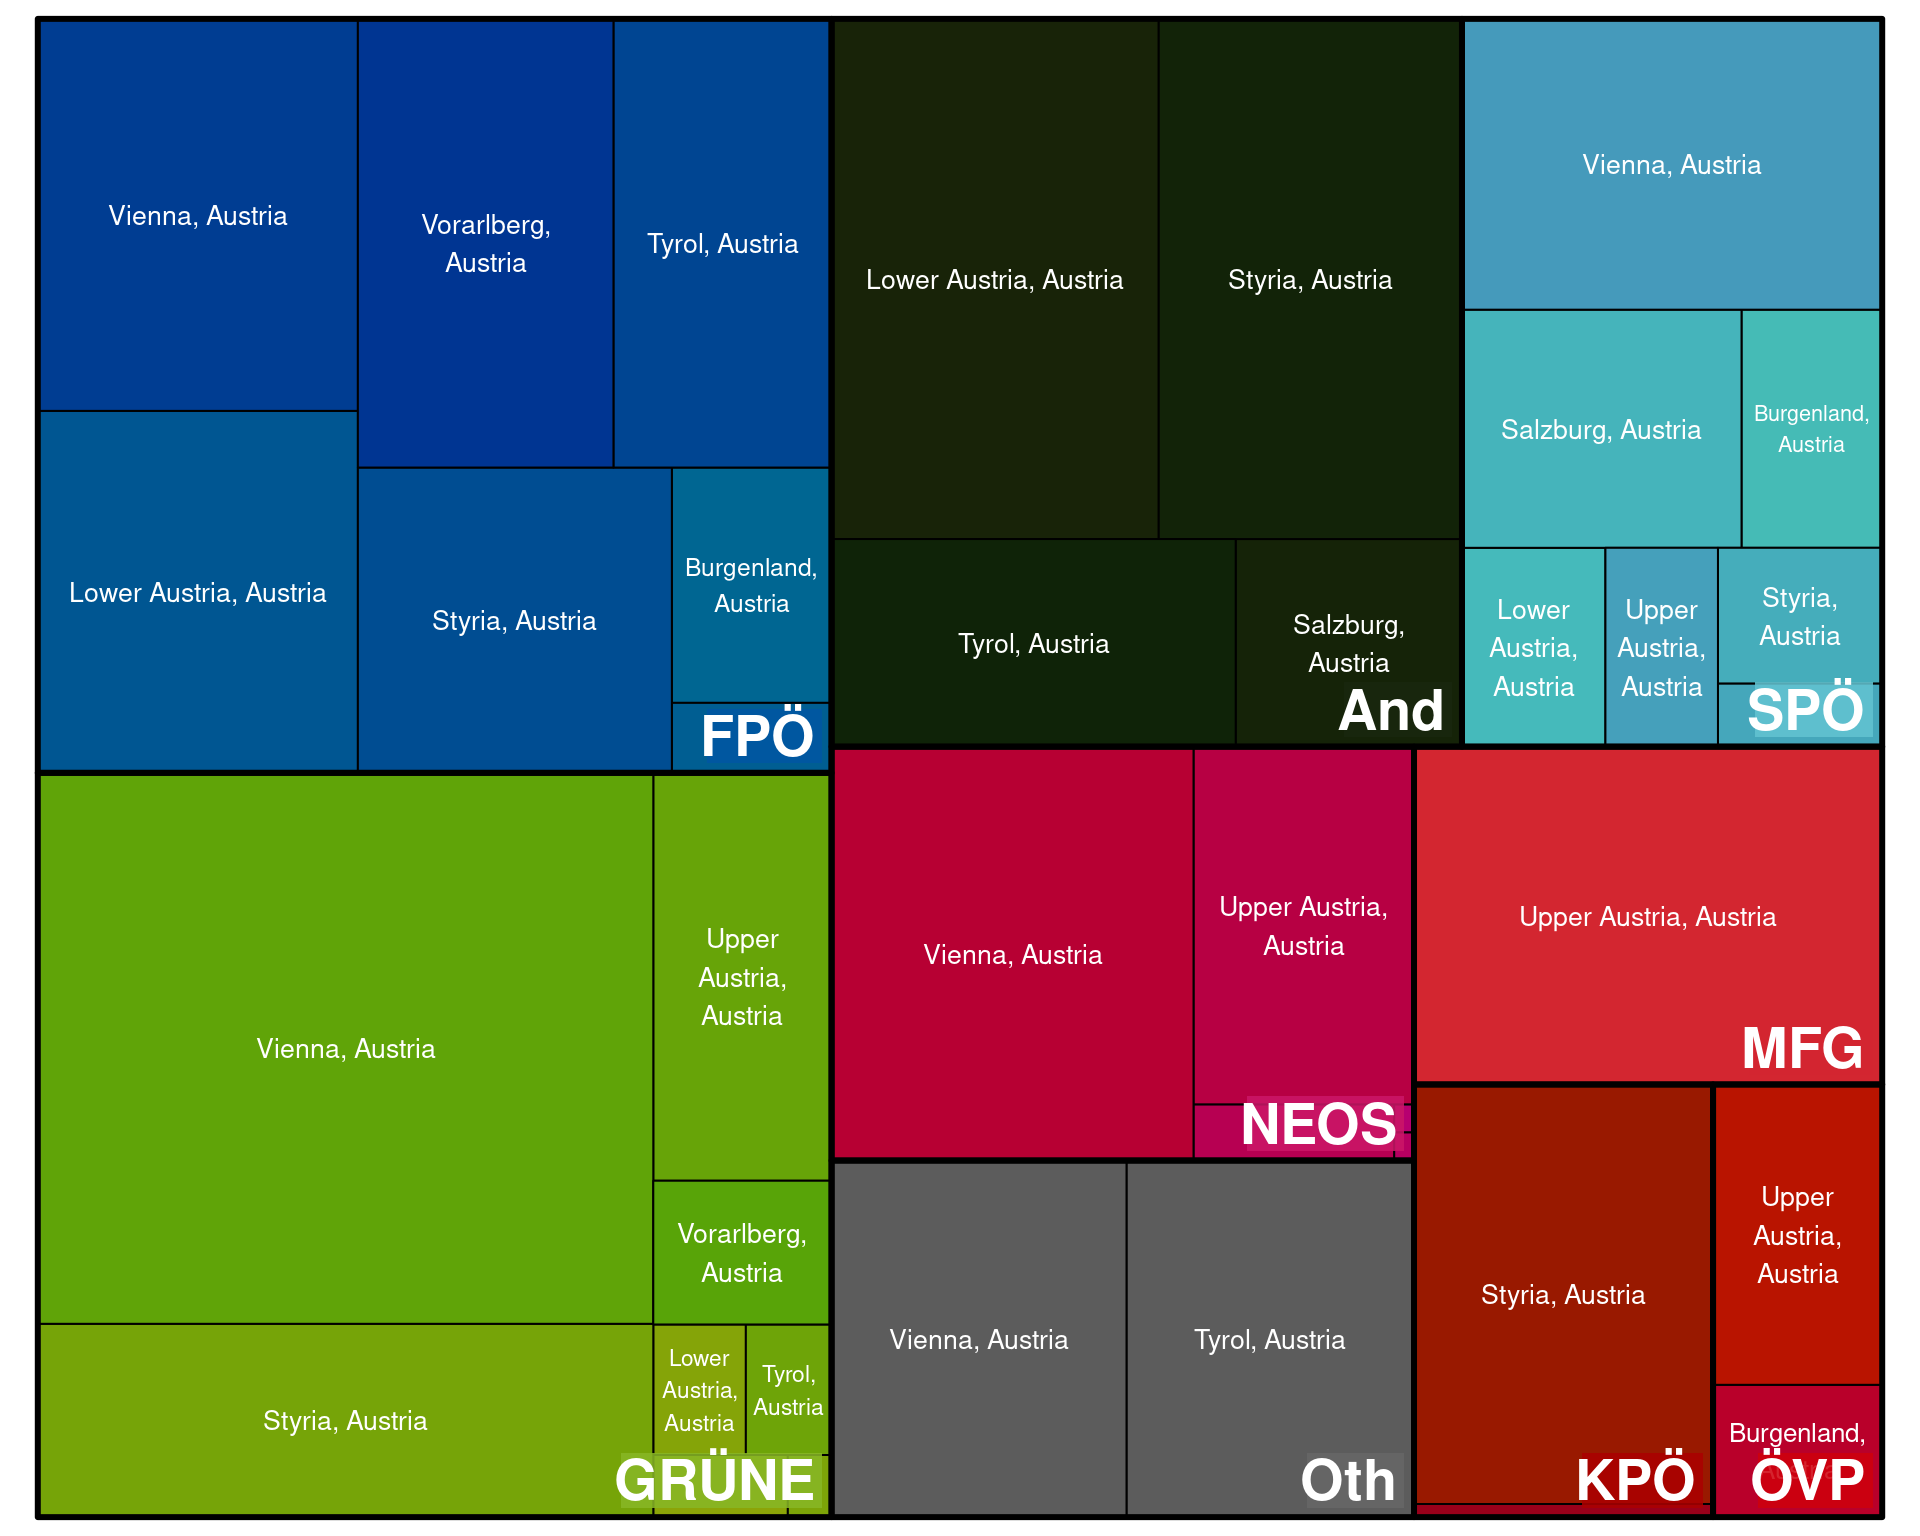 Vienna, Austria
Vorarlberg,
Austria
Tyrol, Austria
Lower Austria, Austria
Styria, Austria
Burgenland,
Austria
FPÖ
Lower Austria, Austria
Styria, Austria
Tyrol, Austria
Salzburg,
Austria
And
Vienna, Austria
Salzburg, Austria
Burgenland,
Austria
Lower
Austria,
Austria
Upper
Austria,
Austria
Styria,
Austria
SPÖ
Vienna, Austria
Upper
Austria,
Austria
Vorarlberg,
Austria
Styria, Austria
Lower
Austria,
Austria
Tyrol,
Austria
GRÜNE
Vienna, Austria
Upper Austria,
Austria
NEOS
Upper Austria, Austria
MFG
Vienna, Austria
Tyrol, Austria
Oth
Styria, Austria
KPÖ
Upper
Austria,
Austria
Burgenland,
ÖVP